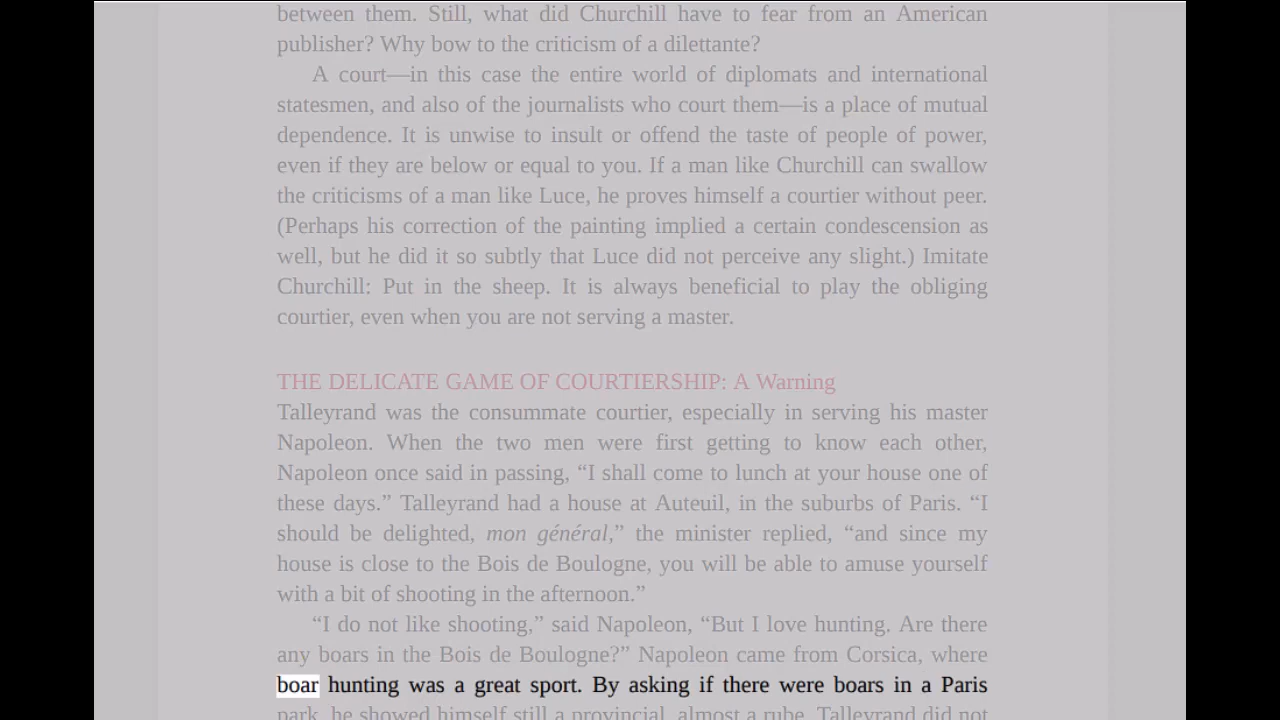 between them. Still, what did Churchill have to fear from an American
publisher? Why bow to the criticism of a dilettante?
A court—in this case the entire world of diplomats and international
statesmen, and also of the journalists who court them—is a place of mutual
dependence. It is unwise to insult or offend the taste of people of power,
even if they are below or equal to you. If a man like Churchill can swallow
the criticisms of a man like Luce, he proves himself a courtier without peer.
(Perhaps his correction of the painting implied a certain condescension as
well, but he did it so subtly that Luce did not perceive any slight.) Imitate
Churchill: Put in the sheep. It is always beneficial to play the obliging
courtier, even when you are not serving a master.
THE DELICATE GAME OF COURTIERSHIP: A Warning
Talleyrand was the consummate courtier, especially in serving his master
Napoleon. When the two men were first getting to know each other,
Napoleon once said in passing, “I shall come to lunch at your house one of
these days.” Talleyrand had a house at Auteuil, in the suburbs of Paris. “I
should be delighted, mon général,” the minister replied, “and since my
house is close to the Bois de Boulogne, you will be able to amuse yourself
with a bit of shooting in the afternoon.”
“I do not like shooting,” said Napoleon, “But I love hunting. Are there
any boars in the Bois de Boulogne?” Napoleon came from Corsica, where
boar hunting was a great sport. By asking if there were boars in a Paris
park, he showed himself still a provincial, almost a rube. Talleyrand did not